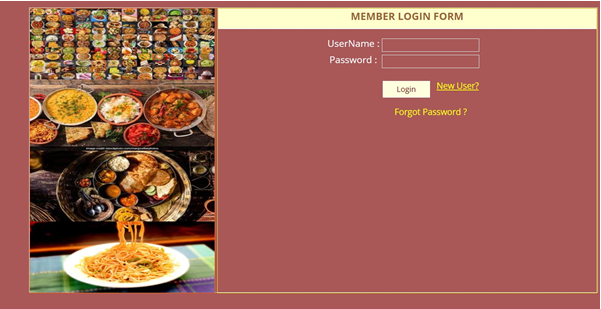 MEMBER LOGIN FORM
UserName :
Password :
Login New User?
Forgot Password ?